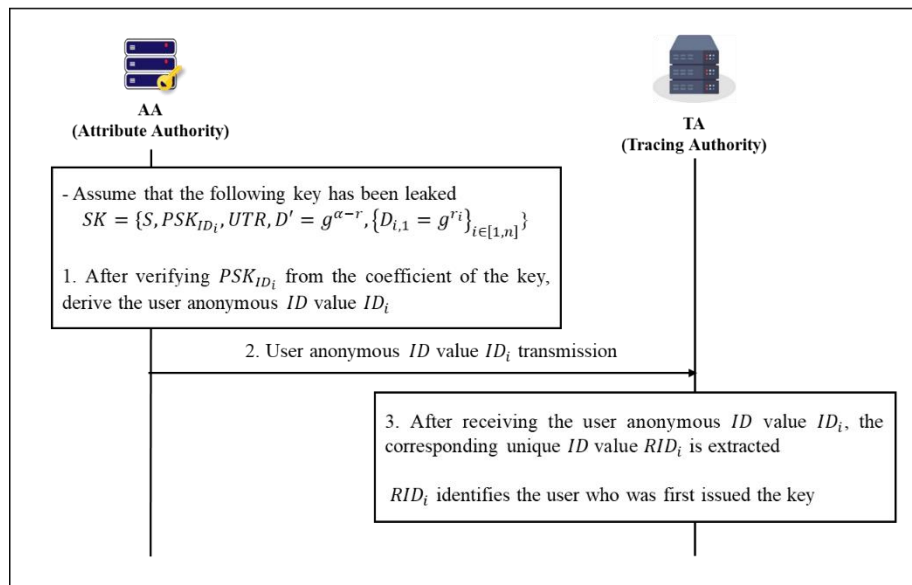 AA
(Attribute Authority)
TA
(Tracing Authority)
- Assume that the following key has been leaked
SK = {S, PSK_{ID_i}, UTR, D' = g^{α-r}, {D_{i,1} = g^{r_i}}_{i∈[1,n]}}
1. After verifying PSK_{ID_i} from the coefficient of the key,
derive the user anonymous ID value ID_i
2. User anonymous ID value ID_i transmission
3. After receiving the user anonymous ID value ID_i, the
corresponding unique ID value RID_i is extracted
RID_i identifies the user who was first issued the key